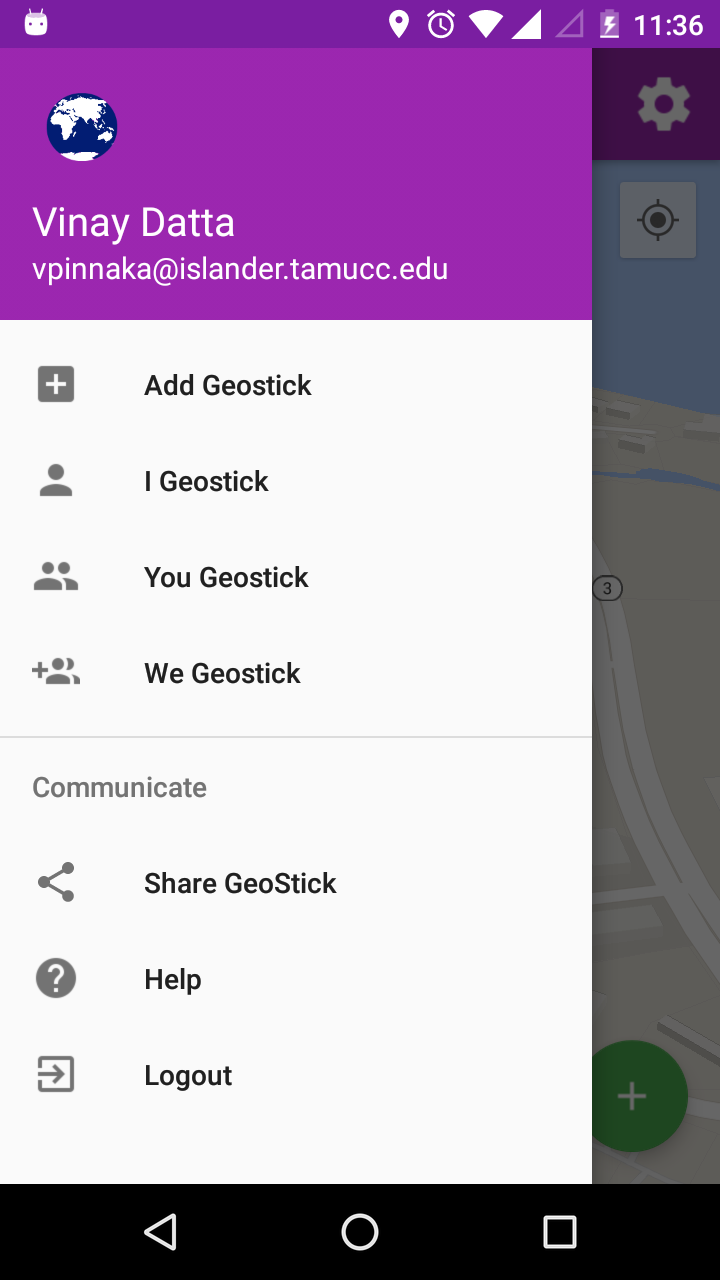 11:36
Vinay Datta
vpinnaka@islander.tamucc.edu
Add Geostick
I Geostick
You Geostick
3
We Geostick
Communicate
Share GeoStick
Help
Logout